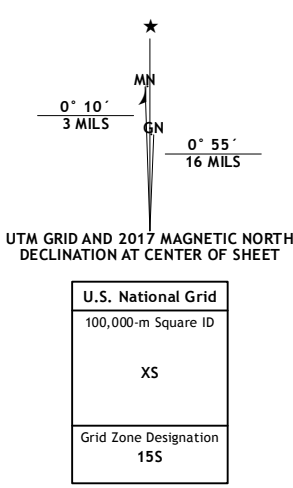 ★
MN
0° 10´
3 MILS
GN
0° 55´
16 MILS
UTM GRID AND 2017 MAGNETIC NORTH
DECLINATION AT CENTER OF SHEET
U.S. National Grid
100,000-m Square ID
XS
Grid Zone Designation
15S